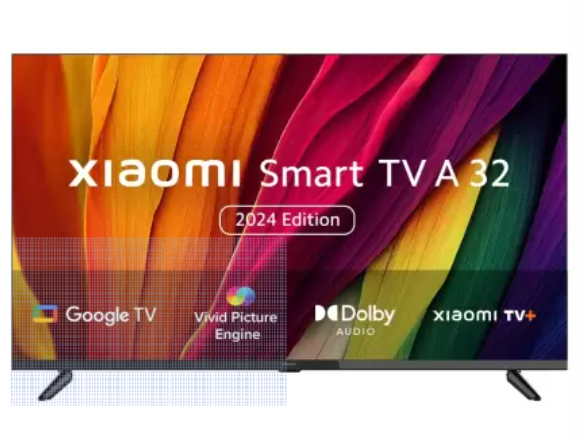 xiaomi Smart TV A 32
2024 Edition
Google TV
Vivid Picture
Engine
Dolby
AUDIO
xiaomi TV+